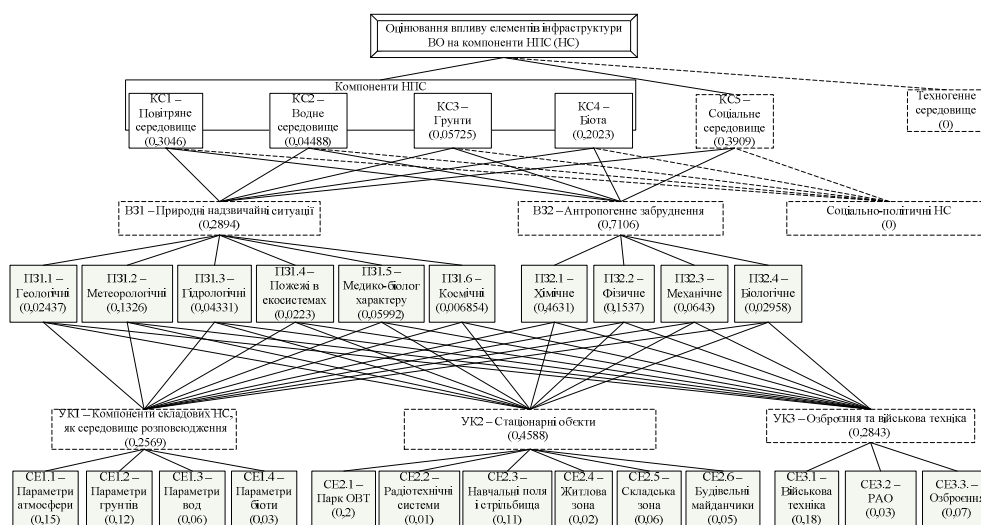 Оцінювання впливу елементів інфраструктури
ВО на компоненти НПС (НС)
Компоненти НПС
КС1 –
Повітряне
середовище
(0,3046)
КС2 –
Водне
середовище
(0,04488)
КС3 –
Ґрунти
(0,05725)
КС4 –
Біота
(0,2023)
КС5 –
Соціальне
середовище
(0,3909)
Техногенне
середовище
(0)
ВЗ1 – Природні надзвичайні ситуації
(0,2894)
ВЗ2 – Антропогенне забруднення
(0,7106)
Соціально-політичні НС
(0)
ПЗ1.1 –
Геологічні
(0,02437)
ПЗ1.2 –
Метеорологічні
(0,1326)
ПЗ1.3 –
Гідрологічні
(0,04331)
ПЗ1.4 –
Пожежі в
екосистемах
(0,0223)
ПЗ1.5 –
Медико-біолог
характеру
(0,05992)
ПЗ1.6 –
Космічні
(0,006854)
ПЗ2.1 –
Хімічне
(0,4631)
ПЗ2.2 –
Фізичне
(0,1537)
ПЗ2.3 –
Механічне
(0,0643)
ПЗ2.4 –
Біологічне
(0,02958)
УК1 – Компоненти складових НС,
як середовище розповсюдження
(0,2569)
УК2 – Стаціонарні об'єкти
(0,4588)
УК3 – Озброєння та військова техніка
(0,2843)
СЕ1.1 –
Параметри
атмосфери
(0,15)
СЕ1.2 –
Параметри
ґрунтів
(0,12)
СЕ1.3 –
Параметри
вод
(0,06)
СЕ1.4 –
Параметри
біоти
(0,03)
СЕ2.1 –
Парк ОВТ
(0,2)
СЕ2.2 –
Радіотехнічні
системи
(0,01)
СЕ2.3 –
Навчальні поля
і стрільбища
(0,11)
СЕ2.4 –
Житлова
зона
(0,02)
СЕ2.5 –
Складська
зона
(0,06)
СЕ2.6 –
Будівельні
майданчики
(0,05)
СЕ3.1 –
Військова
техніка
(0,18)
СЕ3.2 –
РАО
(0,03)
СЕ3.3. –
Озброєння
(0,07)